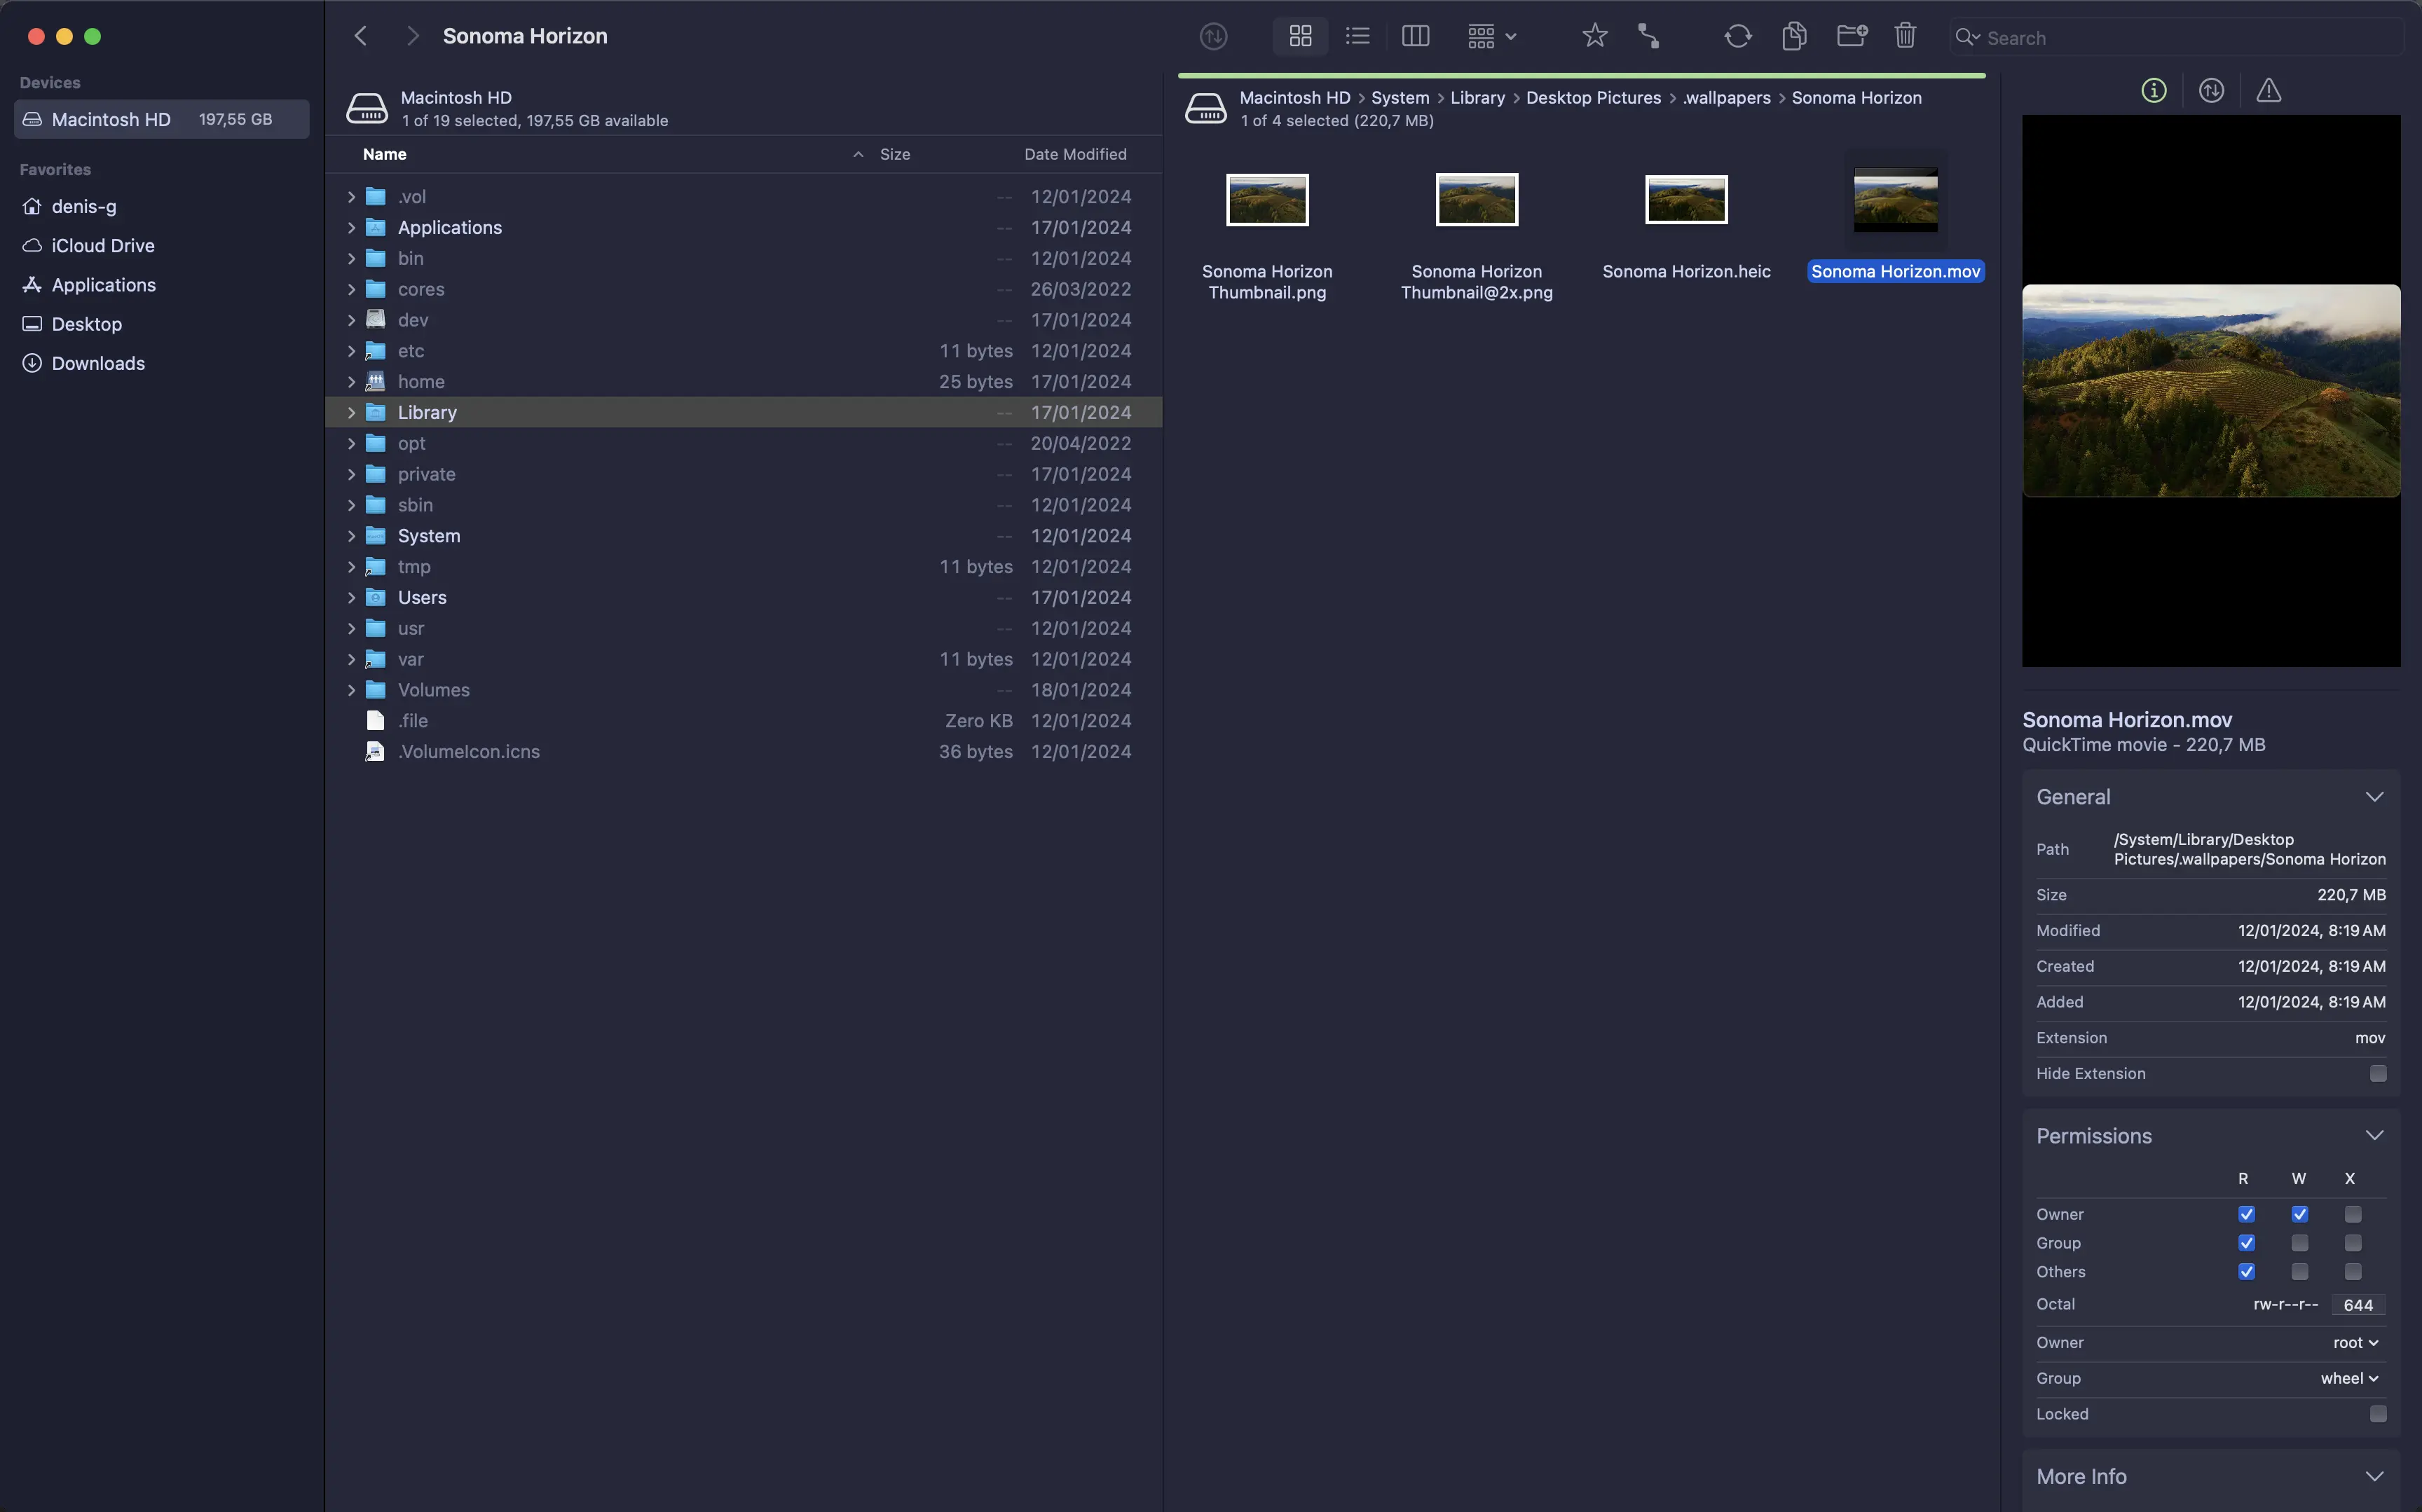 Sonoma Horizon
Search
Devices
Macintosh HD 197,55 GB
Favorites
denis-g
iCloud Drive
Applications
Desktop
Downloads
Macintosh HD
1 of 19 selected, 197,55 GB available
Name Size Date Modified
.vol -- 12/01/2024
Applications -- 17/01/2024
bin -- 12/01/2024
cores -- 26/03/2022
dev -- 17/01/2024
etc 11 bytes 12/01/2024
home 25 bytes 17/01/2024
Library -- 17/01/2024
opt -- 20/04/2022
private -- 17/01/2024
sbin -- 12/01/2024
System -- 12/01/2024
tmp 11 bytes 12/01/2024
Users -- 17/01/2024
usr -- 12/01/2024
var 11 bytes 12/01/2024
Volumes -- 18/01/2024
.file Zero KB 12/01/2024
.VolumeIcon.icns 36 bytes 12/01/2024
Macintosh HD > System > Library > Desktop Pictures > .wallpapers > Sonoma Horizon
1 of 4 selected (220,7 MB)
Sonoma Horizon
Thumbnail.png
Sonoma Horizon
Thumbnail@2x.png
Sonoma Horizon.heic
Sonoma Horizon.mov
Sonoma Horizon.mov
QuickTime movie - 220,7 MB
General
Path /System/Library/Desktop
Pictures/.wallpapers/Sonoma Horizon
Size 220,7 MB
Modified 12/01/2024, 8:19 AM
Created 12/01/2024, 8:19 AM
Added 12/01/2024, 8:19 AM
Extension mov
Hide Extension
Permissions
R W X
Owner
Group
Others
Octal rw-r--r-- 644
Owner root
Group wheel
Locked
More Info